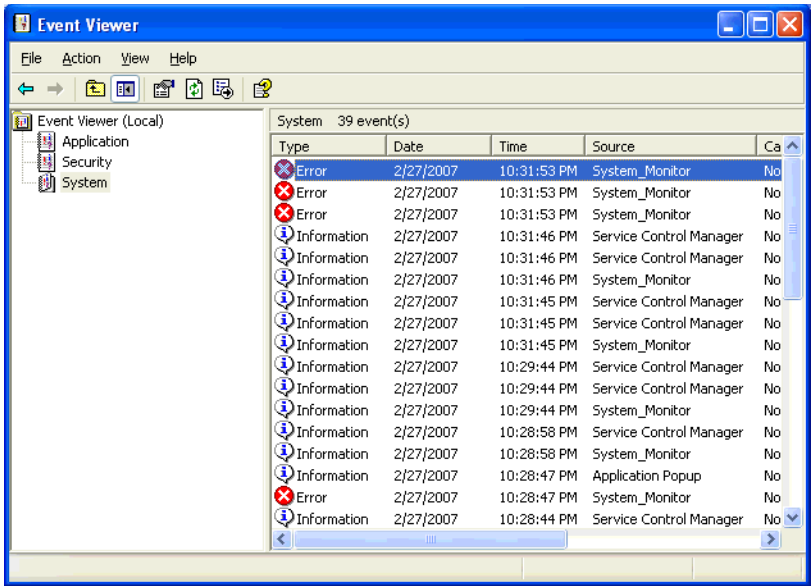 Event Viewer
File Action View Help
Event Viewer (Local)
Application
Security
System
System 39 event(s)
Type Date Time Source Ca
Error 2/27/2007 10:31:53 PM System_Monitor No
Error 2/27/2007 10:31:53 PM System_Monitor No
Error 2/27/2007 10:31:53 PM System_Monitor No
Information 2/27/2007 10:31:46 PM Service Control Manager No
Information 2/27/2007 10:31:46 PM Service Control Manager No
Information 2/27/2007 10:31:46 PM System_Monitor No
Information 2/27/2007 10:31:45 PM Service Control Manager No
Information 2/27/2007 10:31:45 PM Service Control Manager No
Information 2/27/2007 10:31:45 PM System_Monitor No
Information 2/27/2007 10:29:44 PM Service Control Manager No
Information 2/27/2007 10:29:44 PM Service Control Manager No
Information 2/27/2007 10:29:44 PM System_Monitor No
Information 2/27/2007 10:28:58 PM Service Control Manager No
Information 2/27/2007 10:28:58 PM System_Monitor No
Information 2/27/2007 10:28:47 PM Application Popup No
Error 2/27/2007 10:28:47 PM System_Monitor No
Information 2/27/2007 10:28:44 PM Service Control Manager No